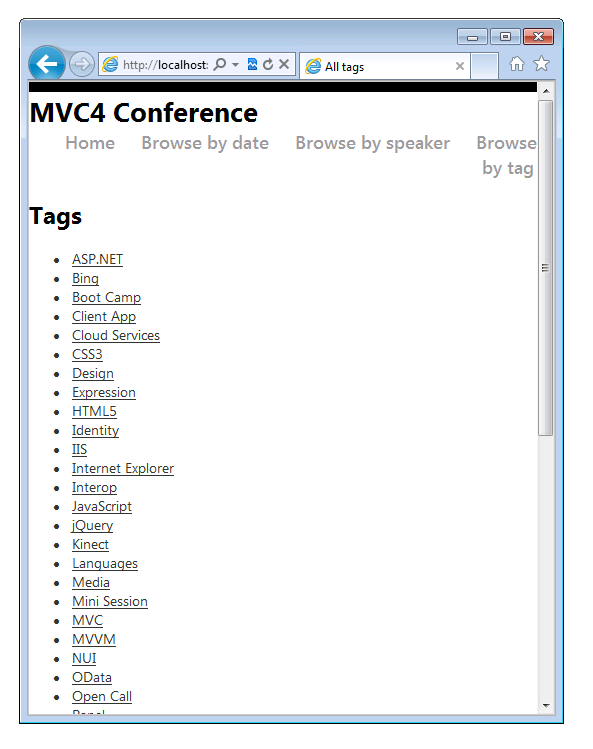 http://localhost:
All tags
MVC4 Conference
Home Browse by date Browse by speaker Browse by tag
Tags
ASP.NET
Bing
Boot Camp
Client App
Cloud Services
CSS3
Design
Expression
HTML5
Identity
IIS
Internet Explorer
Interop
JavaScript
jQuery
Kinect
Languages
Media
Mini Session
MVC
MVVM
NUI
OData
Open Call